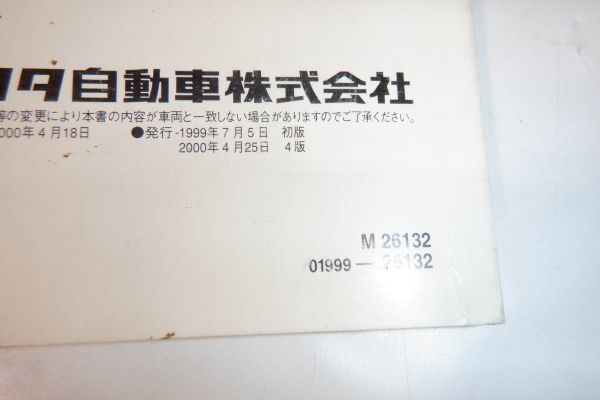 ヨタ自動車株式会社
等の変更により本書の内容が車両と一致しない場合がありますのでご了承ください。
000年4月18日 ●発行-1999年7月5日 初版
2000年4月25日 4版
M 26132
01999—26132